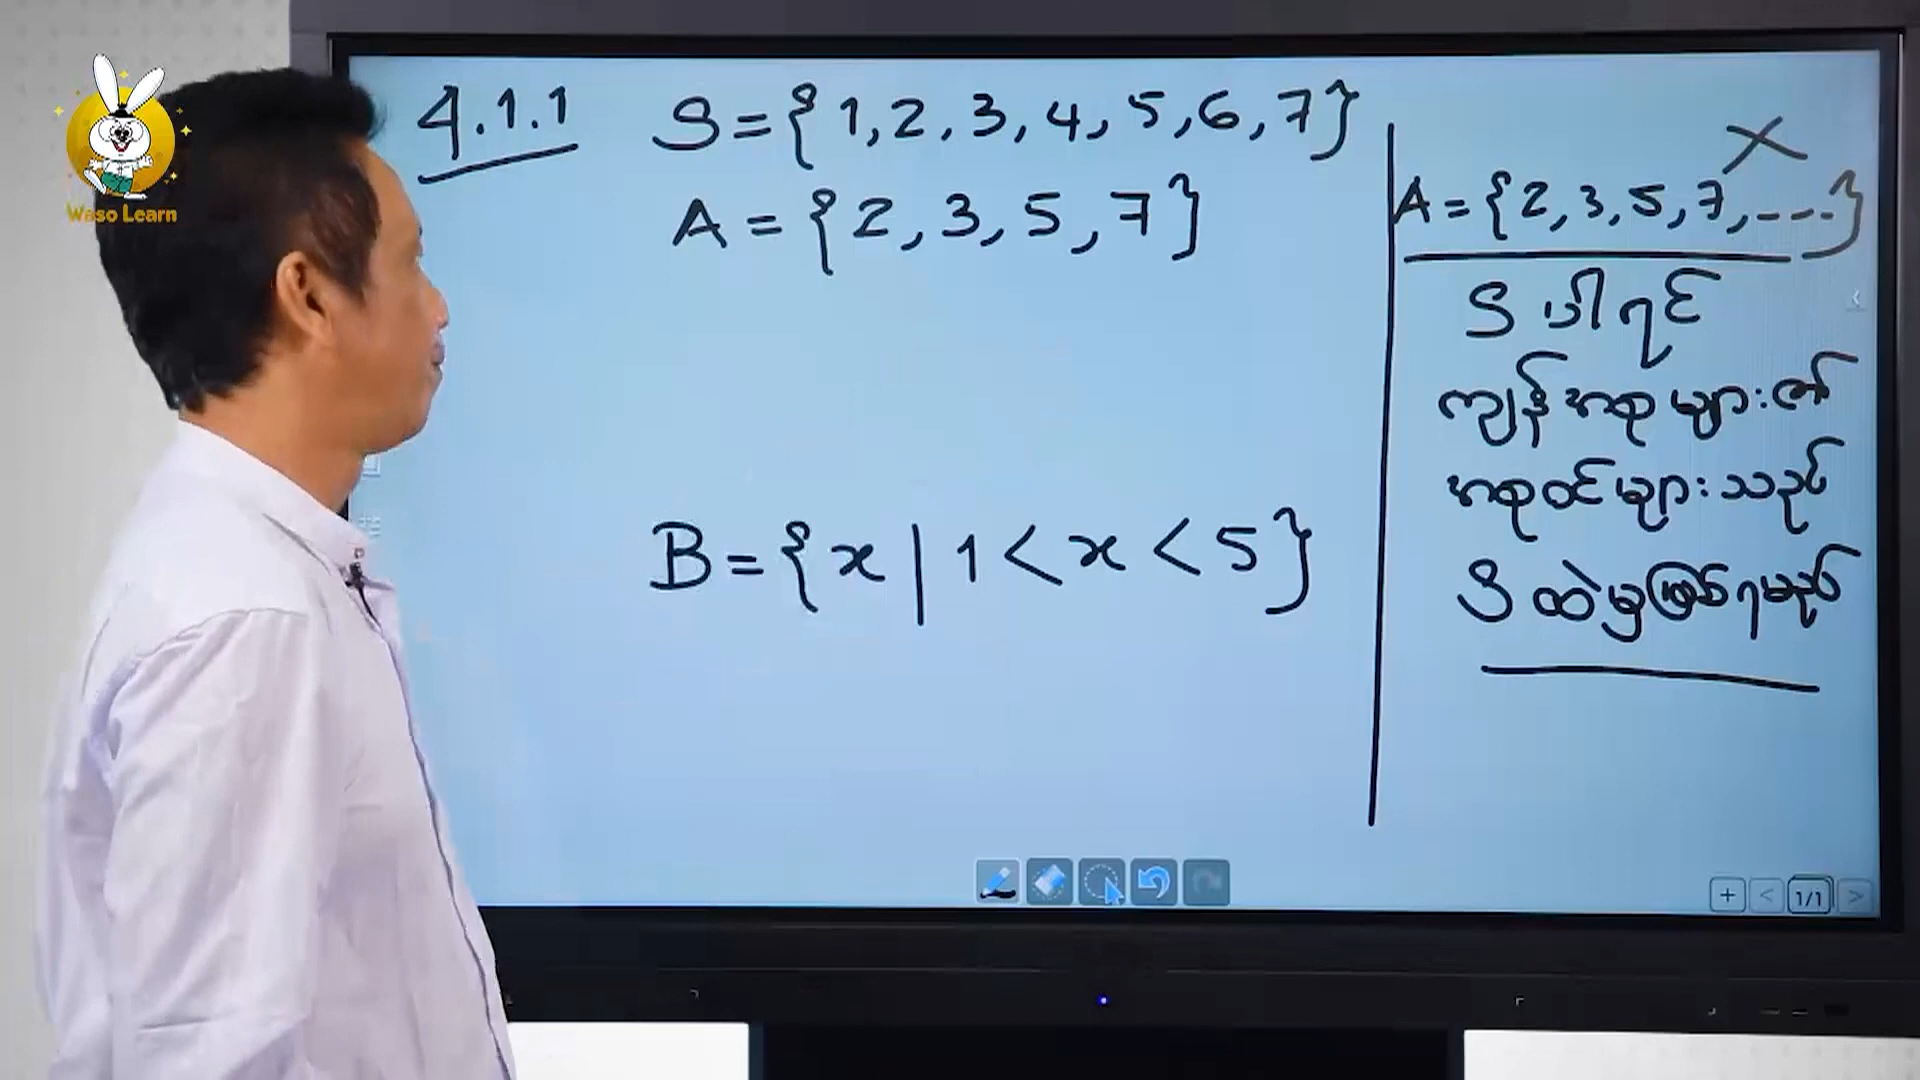 Waso Learn
4.1.1 S = {1, 2, 3, 4, 5, 6, 7}
A = {2, 3, 5, 7}
B = {x | 1 < x < 5}
×
A = {2, 3, 5, 7, ----}
S ပါရင်
ကျန်အစုများ၏
အစုဝင်များသည်
S ထဲမှဖြစ်ရမည်
1/1